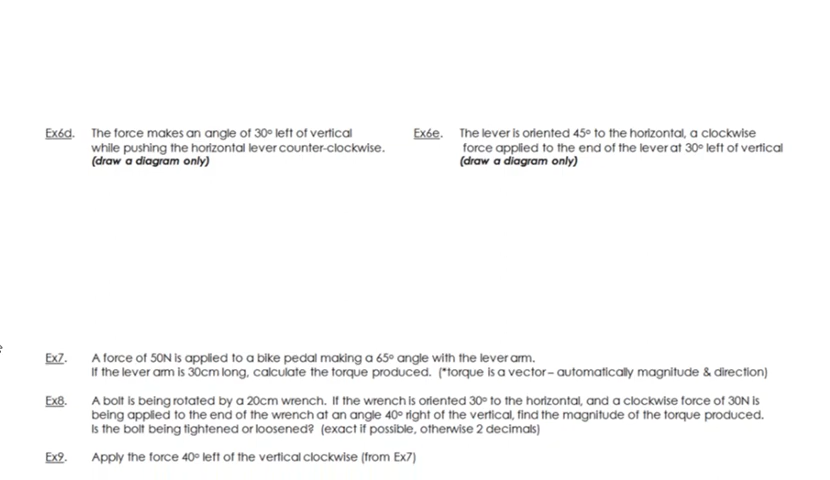 Ex6d. The force makes an angle of 30° left of vertical
while pushing the horizontal lever counter-clockwise.
(draw a diagram only)
Ex6e. The lever is oriented 45° to the horizontal, a clockwise
force applied to the end of the lever at 30° left of vertical
(draw a diagram only)
Ex7. A force of 50N is applied to a bike pedal making a 65° angle with the lever arm.
If the lever arm is 30cm long, calculate the torque produced. (*torque is a vector – automatically magnitude & direction)
Ex8. A bolt is being rotated by a 20cm wrench. If the wrench is oriented 30° to the horizontal, and a clockwise force of 30N is
being applied to the end of the wrench at an angle 40° right of the vertical, find the magnitude of the torque produced.
Is the bolt being tightened or loosened? (exact if possible, otherwise 2 decimals)
Ex9. Apply the force 40° left of the vertical clockwise (from Ex7)